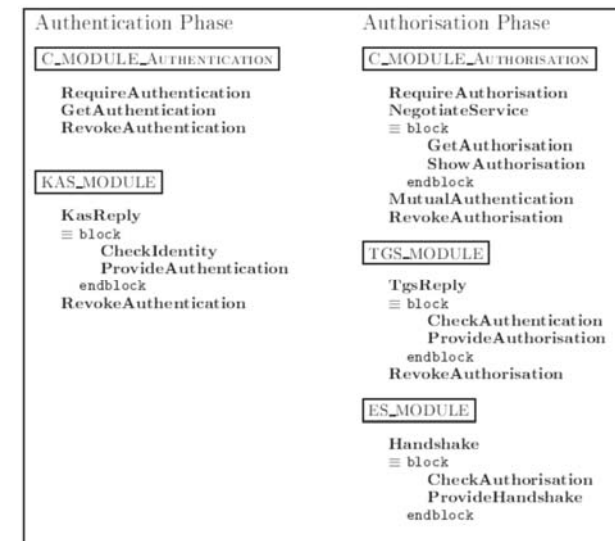 Authentication Phase
C_MODULE_AUTHENTICATION
RequireAuthentication
GetAuthentication
RevokeAuthentication
KAS_MODULE
KasReply
≡ block
CheckIdentity
ProvideAuthentication
endblock
RevokeAuthentication
Authorisation Phase
C_MODULE_AUTHORISATION
RequireAuthorisation
NegotiateService
≡ block
GetAuthorisation
ShowAuthorisation
endblock
MutualAuthentication
RevokeAuthorisation
TGS_MODULE
TgsReply
≡ block
CheckAuthentication
ProvideAuthorisation
endblock
RevokeAuthorisation
ES_MODULE
Handshake
≡ block
CheckAuthorisation
ProvideHandshake
endblock